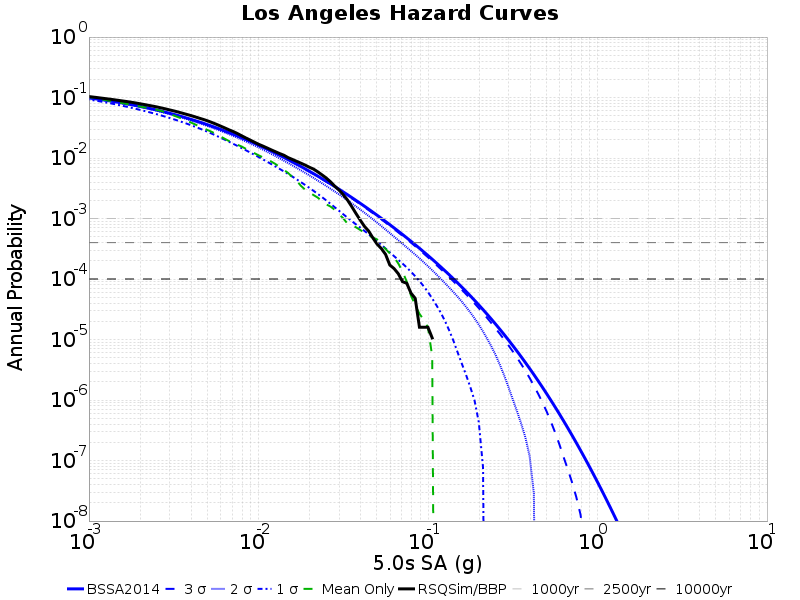 Los Angeles Hazard Curves
Annual Probability
10^0
10^-1
10^-2
10^-3
10^-4
10^-5
10^-6
10^-7
10^-8
10^-3 10^-2 10^-1 10^0 10^1
5.0s SA (g)
BSSA2014 3 σ 2 σ 1 σ Mean Only RSQSim/BBP 1000yr 2500yr 10000yr